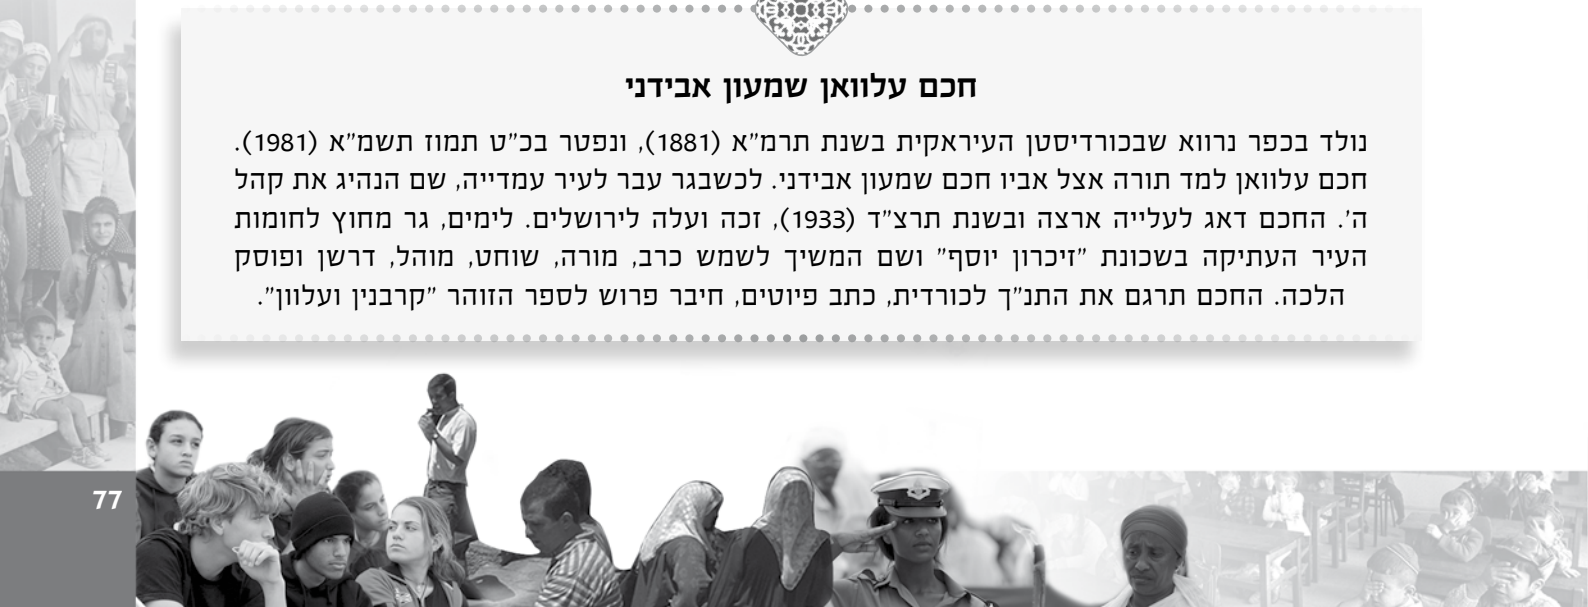 חכם עלוואן שמעון אבידני
נולד בכפר נרווא שבכורדיסטן העיראקית בשנת תרמ"א (1881), ונפטר בכ"ט תמוז תשמ"א (1981).
חכם עלוואן למד תורה אצל אביו חכם שמעון אבידני. לכשבגר עבר לעיר עמדייה, שם הנהיג את קהל
ה'. החכם דאג לעלייה ארצה ובשנת תרצ"ד (1933), זכה ועלה לירושלים. לימים, גר מחוץ לחומות
העיר העתיקה בשכונת "זיכרון יוסף" ושם המשיך לשמש כרב, מורה, שוחט, מוהל, דרשן ופוסק
הלכה. החכם תרגם את התנ"ך לכורדית, כתב פיוטים, חיבר פרוש לספר הזוהר "קרבנין ועלוון".
77